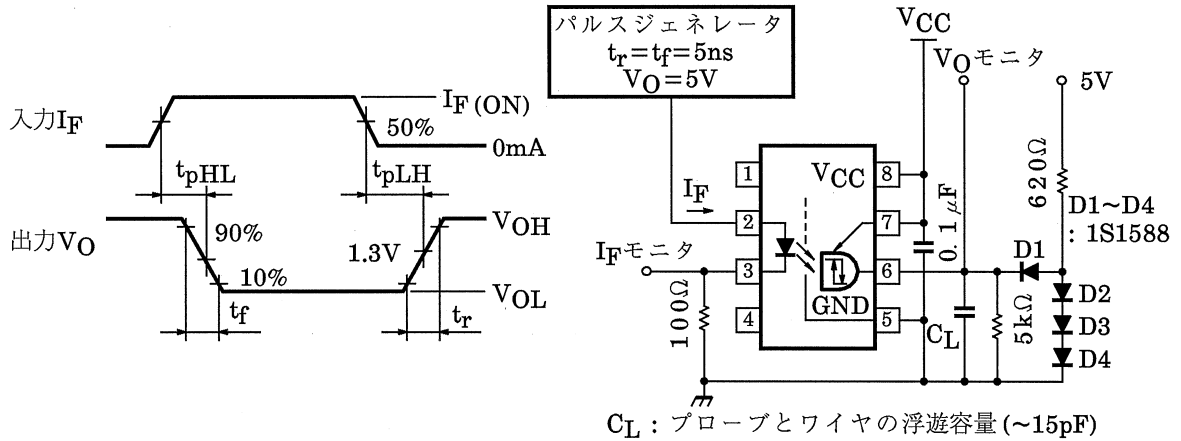 入力IF
IF(ON)
50%
0mA
tpHL
tpLH
出力VO
90%
10%
1.3V
VOH
VOL
tf
tr
パルスジェネレータ
tr=tf=5ns
VO=5V
VCC
VOモニタ
5V
IF
IFモニタ
100Ω
1
2
3
4
VCC
GND
8
7
6
5
0.1μF
CL
5kΩ
620Ω
D1~D4
: 1S1588
D1
D2
D3
D4
CL : プローブとワイヤの浮遊容量(~15pF)